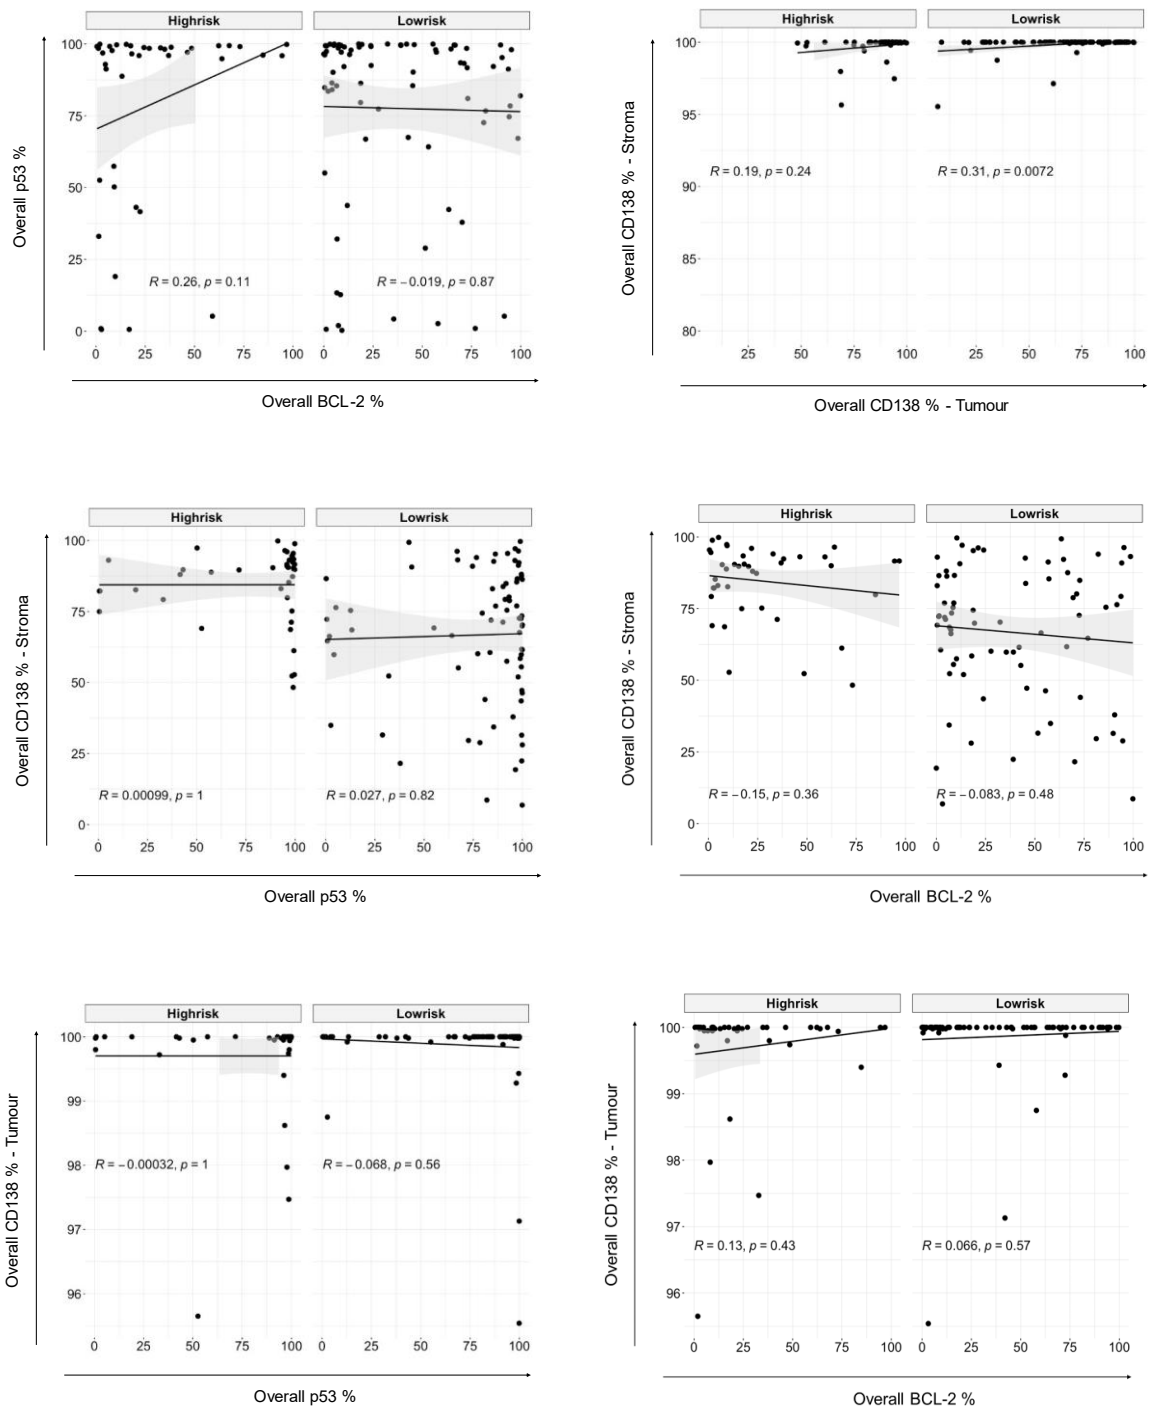 Highrisk Lowrisk
100
75
50
25
0
R = 0.26, p = 0.11
R = −0.019, p = 0.87
0 25 50 75 100 0 25 50 75 100
Overall p53 %
Overall BCL-2 %
Highrisk Lowrisk
100
95
90
85
80
R = 0.19, p = 0.24
R = 0.31, p = 0.0072
25 50 75 100 25 50 75 100
Overall CD138 % - Stroma
Overall CD138 % - Tumour
Highrisk Lowrisk
100
75
50
25
0
R = 0.00099, p = 1
R = 0.027, p = 0.82
0 25 50 75 100 0 25 50 75 100
Overall CD138 % - Stroma
Overall p53 %
Highrisk Lowrisk
100
75
50
25
0
R = −0.15, p = 0.36
R = −0.083, p = 0.48
0 25 50 75 100 0 25 50 75 100
Overall CD138 % - Stroma
Overall BCL-2 %
Highrisk Lowrisk
100
99
98
97
96
R = −0.00032, p = 1
R = −0.068, p = 0.56
0 25 50 75 100 0 25 50 75 100
Overall CD138 % - Tumour
Overall p53 %
Highrisk Lowrisk
100
99
98
97
96
R = 0.13, p = 0.43
R = 0.066, p = 0.57
0 25 50 75 100 0 25 50 75 100
Overall CD138 % - Tumour
Overall BCL-2 %